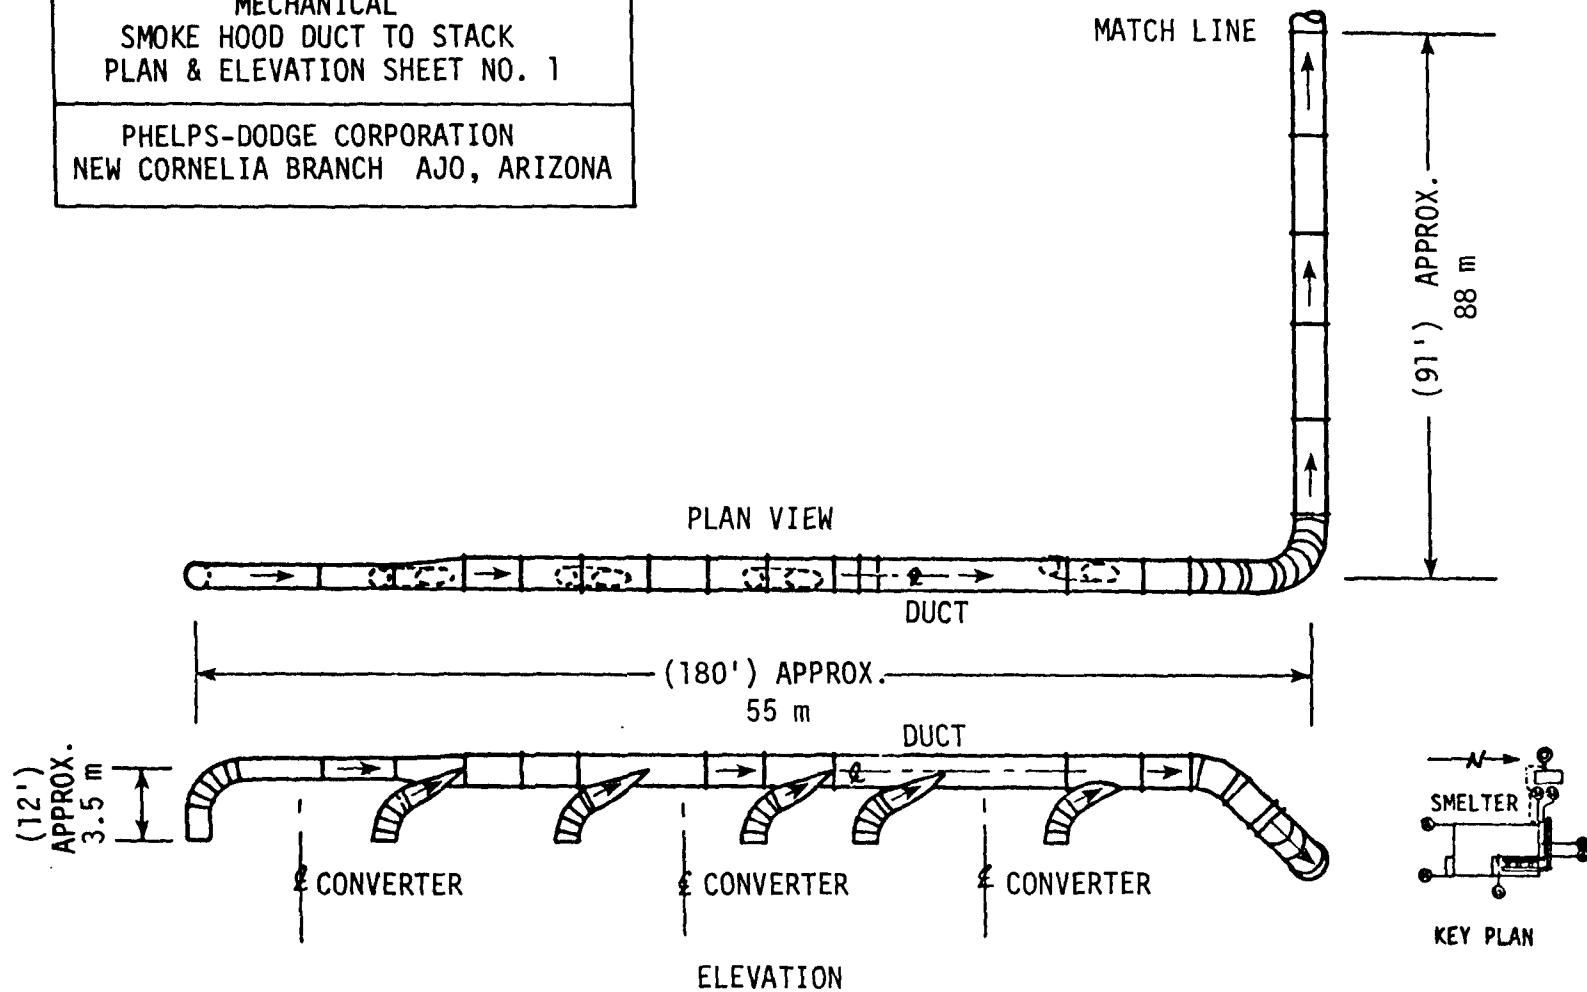 MECHANICAL
SMOKE HOOD DUCT TO STACK
PLAN & ELEVATION SHEET NO. 1
PHELPS-DODGE CORPORATION
NEW CORNELIA BRANCH AJO, ARIZONA
MATCH LINE
(91') APPROX.
88 m
PLAN VIEW
℄
DUCT
(180') APPROX.
55 m
DUCT
℄
(12')
APPROX.
3.5 m
℄ CONVERTER
℄ CONVERTER
℄ CONVERTER
ELEVATION
N
SMELTER
KEY PLAN